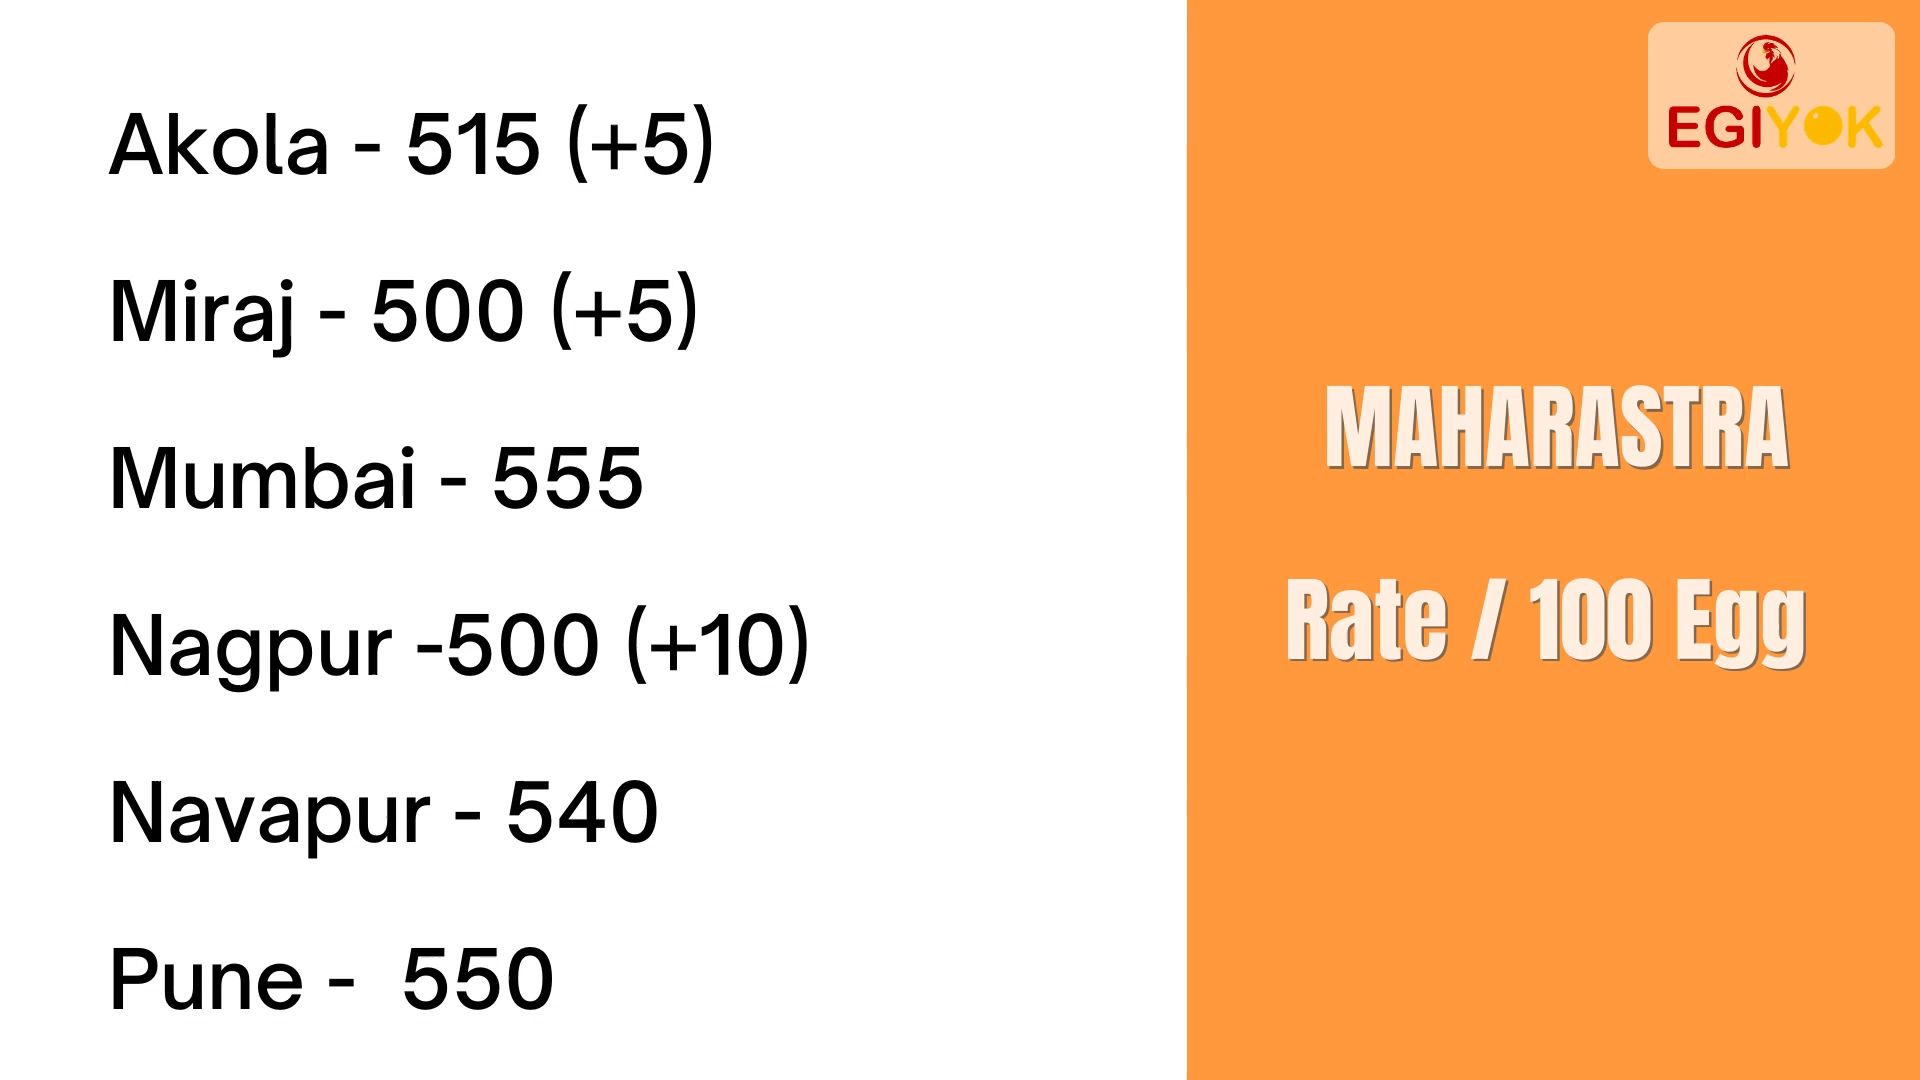 Akola - 515 (+5)
Miraj - 500 (+5)
Mumbai - 555
Nagpur -500 (+10)
Navapur - 540
Pune -  550
EGIYOK
MAHARASTRA
Rate / 100 Egg